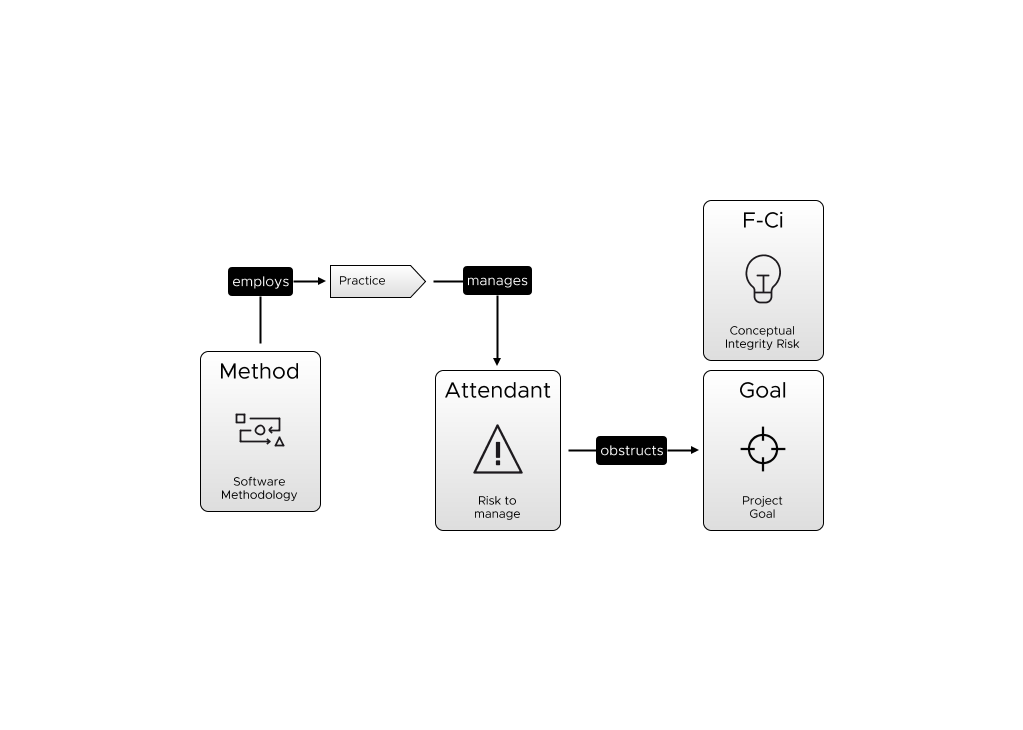 F-Ci
Conceptual
Integrity Risk
employs
Practice
manages
Method
Software
Methodology
Attendant
Risk to
manage
obstructs
Goal
Project
Goal